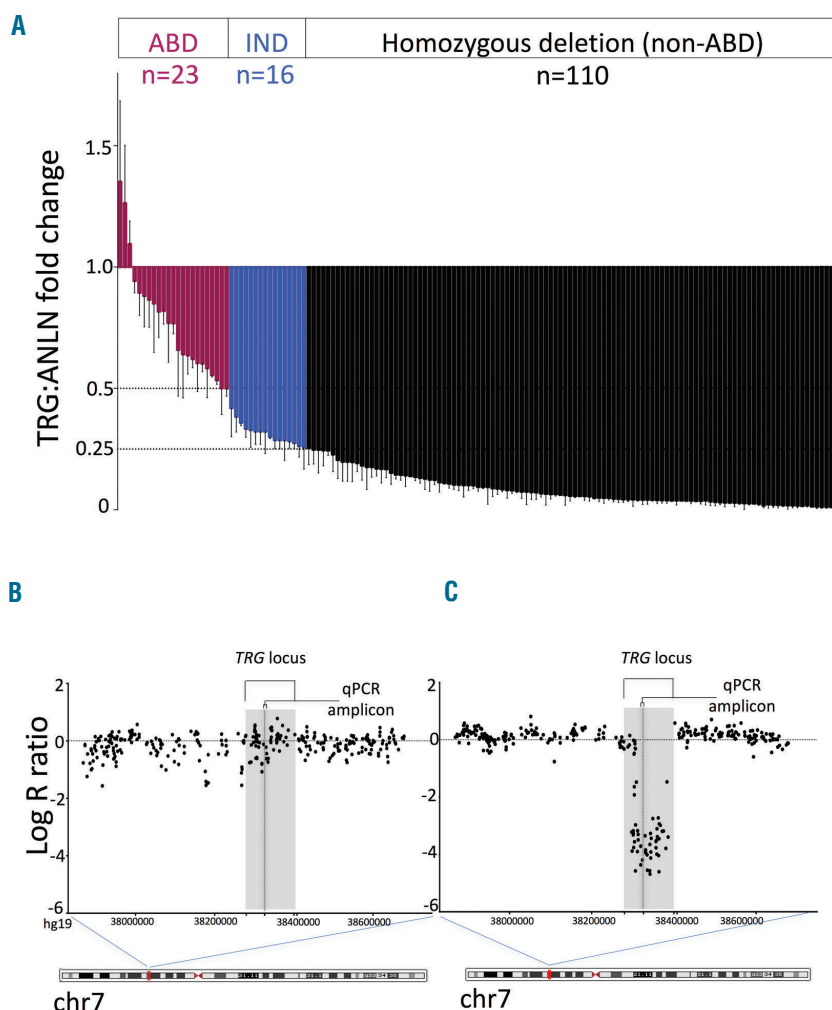 A
ABD IND Homozygous deletion (non-ABD)
n=23 n=16 n=110
TRG:ANLN fold change
1.5
1.0
0.5
0.25
0
B
TRG locus
qPCR
amplicon
Log R ratio
2
0
-2
-4
-6
hg19
38000000 38200000 38400000 38600000
chr7
C
TRG locus
qPCR
amplicon
2
0
-2
-4
-6
38000000 38200000 38400000 38600000
chr7